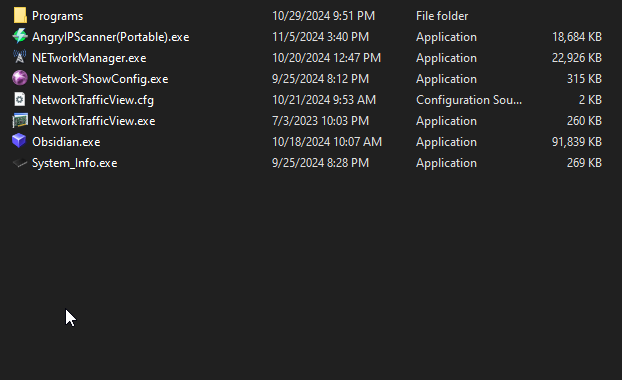 Programs 10/29/2024 9:51 PM File folder
AngryIPScanner(Portable).exe 11/5/2024 3:40 PM Application 18,684 KB
NETworkManager.exe 10/20/2024 12:47 PM Application 22,926 KB
Network-ShowConfig.exe 9/25/2024 8:12 PM Application 315 KB
NetworkTrafficView.cfg 10/21/2024 9:53 AM Configuration Sou... 2 KB
NetworkTrafficView.exe 7/3/2023 10:03 PM Application 260 KB
Obsidian.exe 10/18/2024 10:07 AM Application 91,839 KB
System_Info.exe 9/25/2024 8:28 PM Application 269 KB